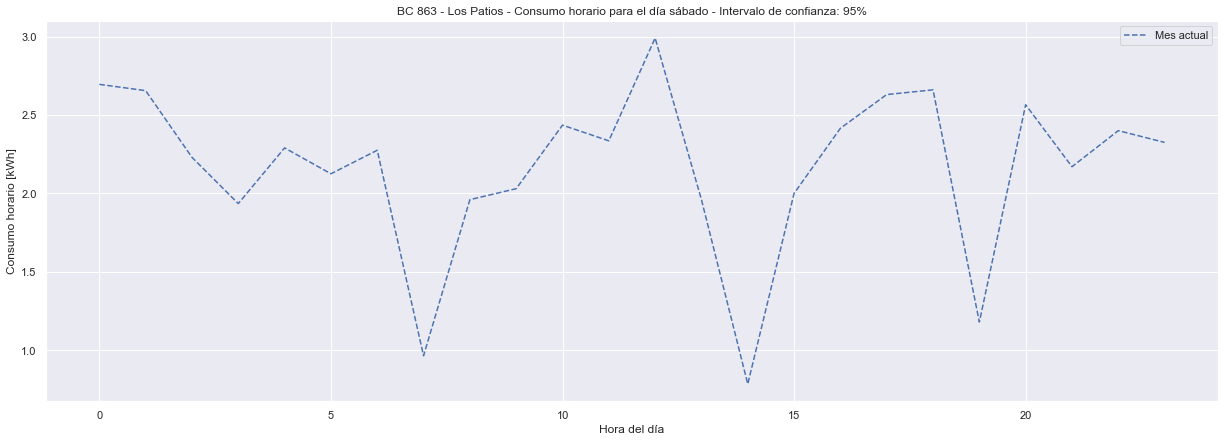 BC 863 - Los Patios - Consumo horario para el día sábado - Intervalo de confianza: 95%
Mes actual
Consumo horario [kWh]
3.0
2.5
2.0
1.5
1.0
0 5 10 15 20
Hora del día